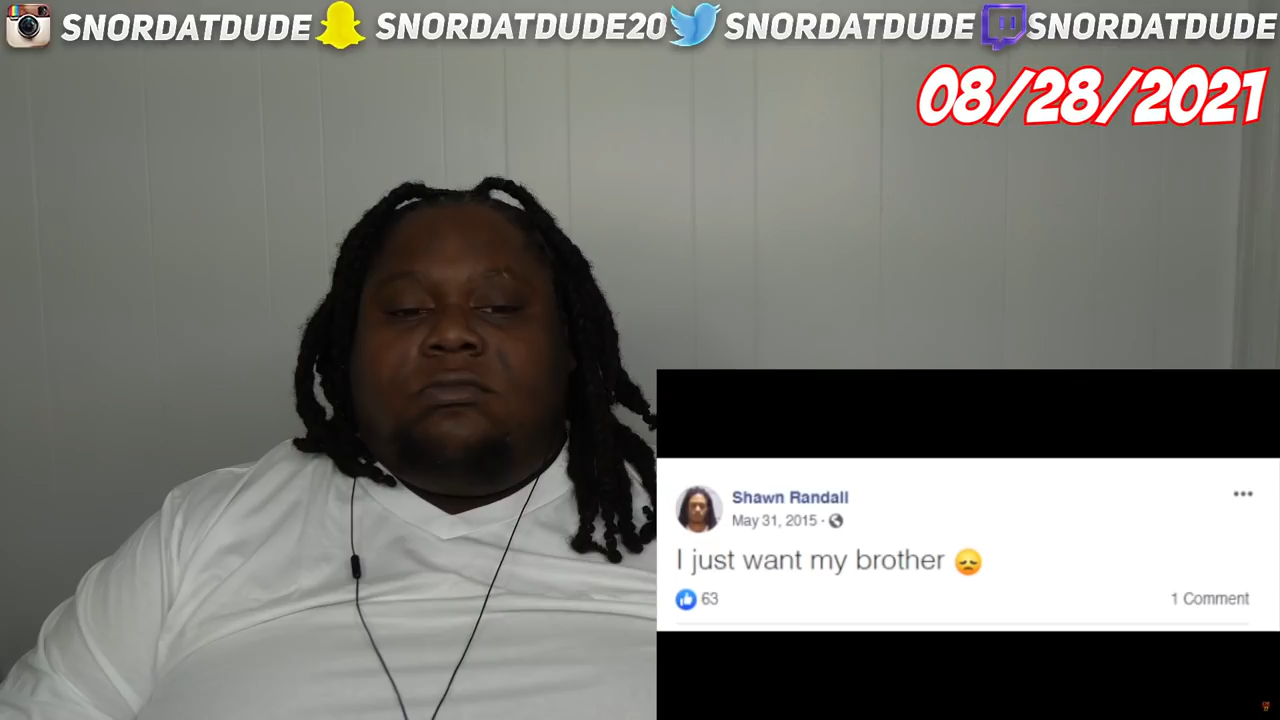 SNORDATDUDE SNORDATDUDE20 SNORDATDUDE SNORDATDUDE
08/28/2021
Shawn Randall
May 31, 2015 ·
I just want my brother 😞
63 1 Comment